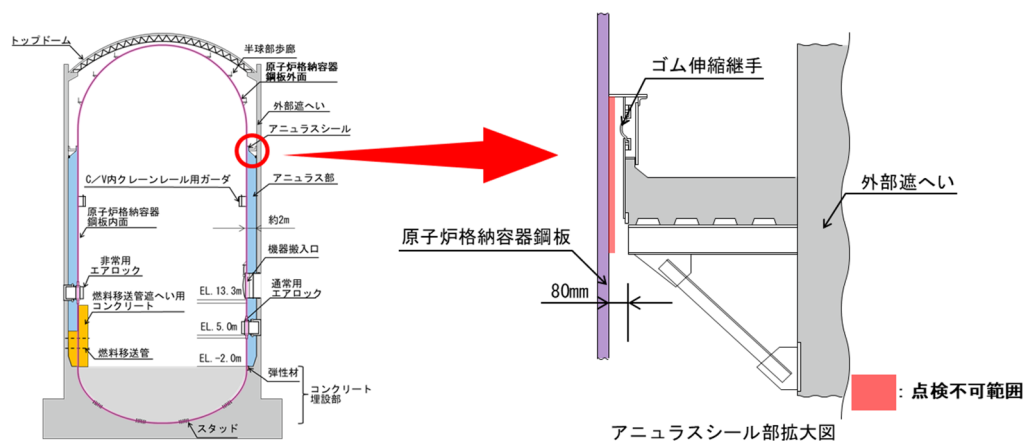 トップドーム
半球部歩廊
原子炉格納容器
鋼板外面
外部遮へい
アニュラスシール
C/V内クレーンレール用ガーダ
アニュラス部
原子炉格納容器
鋼板内面
約2m
機器搬入口
非常用
エアロック
通常用
エアロック
燃料移送管遮へい用
コンクリート
EL.13.3m
EL.5.0m
燃料移送管
EL.-2.0m
弾性材
コンクリート
埋設部
スタッド
ゴム伸縮継手
外部遮へい
原子炉格納容器鋼板
80mm
:点検不可範囲
アニュラスシール部拡大図